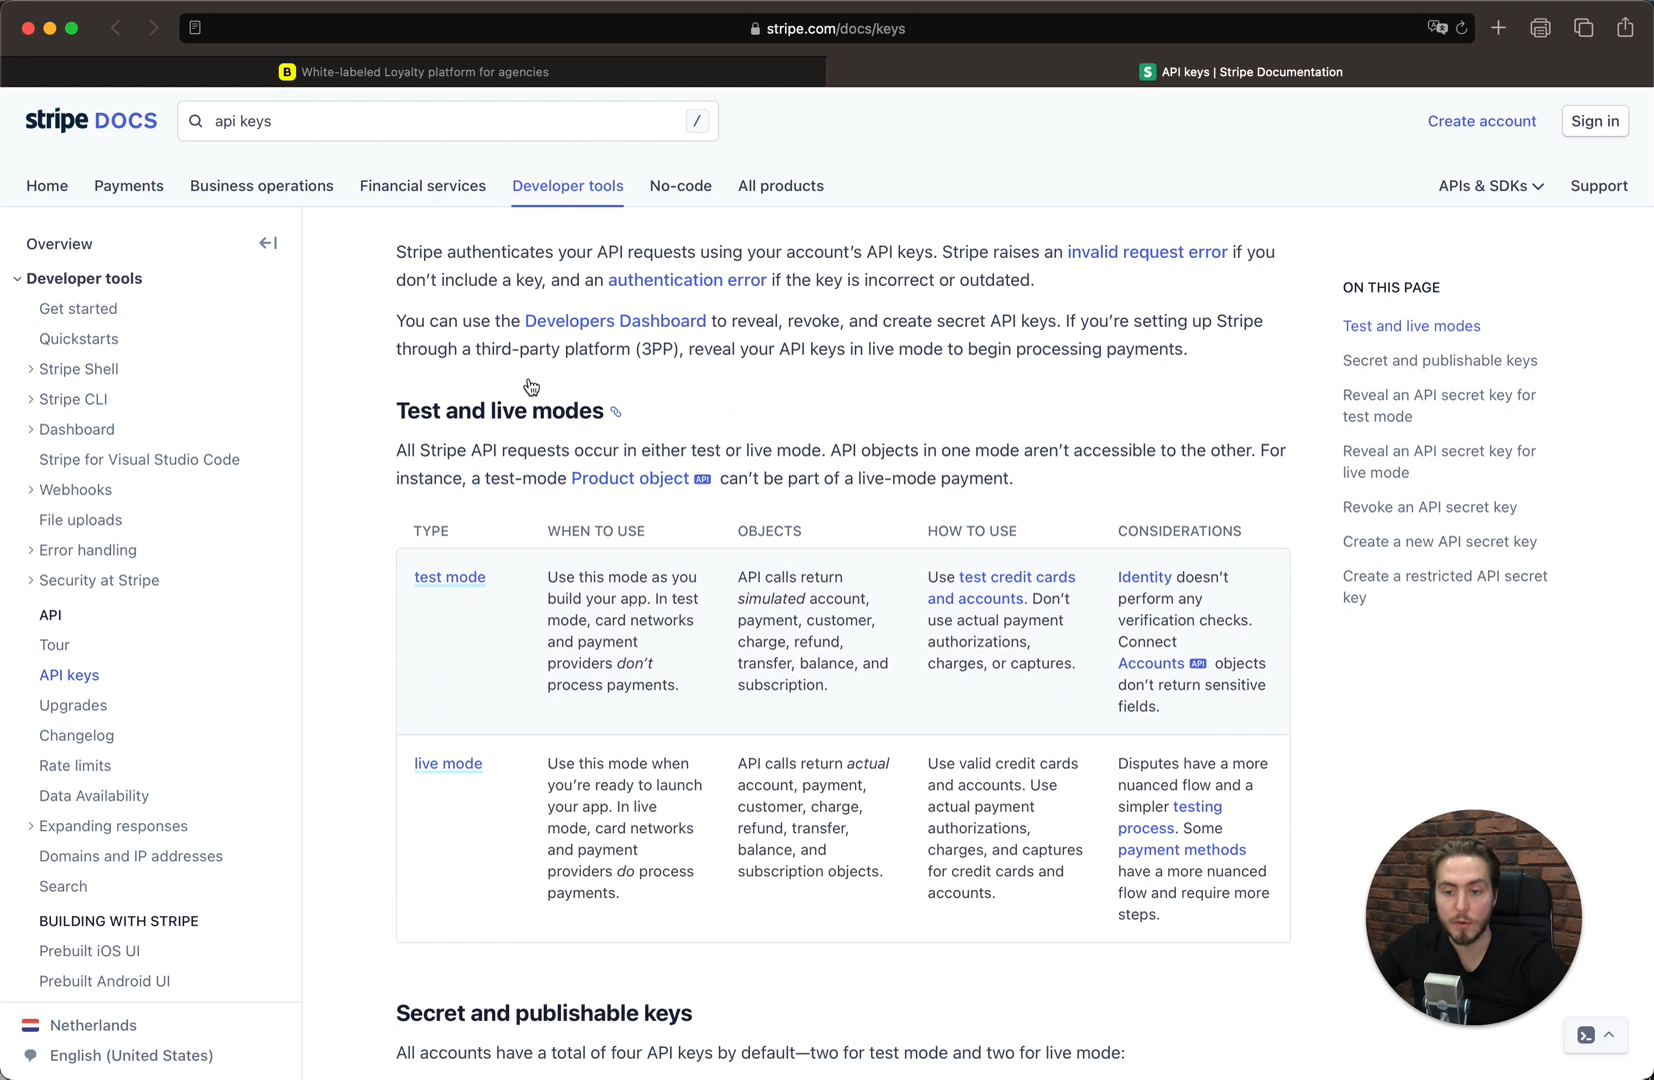 stripe.com/docs/keys
B White-labeled Loyalty platform for agencies
S API keys | Stripe Documentation
stripe DOCS
api keys
/
Create account
Sign in
Home
Payments
Business operations
Financial services
Developer tools
No-code
All products
APIs & SDKs
Support
Overview
Developer tools
Get started
Quickstarts
Stripe Shell
Stripe CLI
Dashboard
Stripe for Visual Studio Code
Webhooks
File uploads
Error handling
Security at Stripe
API
Tour
API keys
Upgrades
Changelog
Rate limits
Data Availability
Expanding responses
Domains and IP addresses
Search
BUILDING WITH STRIPE
Prebuilt iOS UI
Prebuilt Android UI
Netherlands
English (United States)
Stripe authenticates your API requests using your account’s API keys. Stripe raises an invalid request error if you
don’t include a key, and an authentication error if the key is incorrect or outdated.
You can use the Developers Dashboard to reveal, revoke, and create secret API keys. If you’re setting up Stripe
through a third-party platform (3PP), reveal your API keys in live mode to begin processing payments.
Test and live modes
All Stripe API requests occur in either test or live mode. API objects in one mode aren’t accessible to the other. For
instance, a test-mode Product object API can’t be part of a live-mode payment.
TYPE
WHEN TO USE
OBJECTS
HOW TO USE
CONSIDERATIONS
test mode
Use this mode as you
build your app. In test
mode, card networks
and payment
providers don’t
process payments.
API calls return
simulated account,
payment, customer,
charge, refund,
transfer, balance, and
subscription.
Use test credit cards
and accounts. Don’t
use actual payment
authorizations,
charges, or captures.
Identity doesn’t
perform any
verification checks.
Connect
Accounts API objects
don’t return sensitive
fields.
live mode
Use this mode when
you’re ready to launch
your app. In live
mode, card networks
and payment
providers do process
payments.
API calls return actual
account, payment,
customer, charge,
refund, transfer,
balance, and
subscription objects.
Use valid credit cards
and accounts. Use
actual payment
authorizations,
charges, and captures
for credit cards and
accounts.
Disputes have a more
nuanced flow and a
simpler testing
process. Some
payment methods
have a more nuanced
flow and require more
steps.
Secret and publishable keys
All accounts have a total of four API keys by default—two for test mode and two for live mode:
ON THIS PAGE
Test and live modes
Secret and publishable keys
Reveal an API secret key for
test mode
Reveal an API secret key for
live mode
Revoke an API secret key
Create a new API secret key
Create a restricted API secret
key